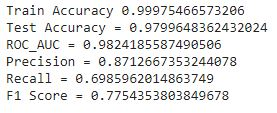 Train Accuracy 0.99975466573206
Test Accuracy = 0.9799648362432024
ROC_AUC = 0.9824185587490506
Precision = 0.8712667353244078
Recall = 0.6985962014863749
F1 Score = 0.7754353803849678